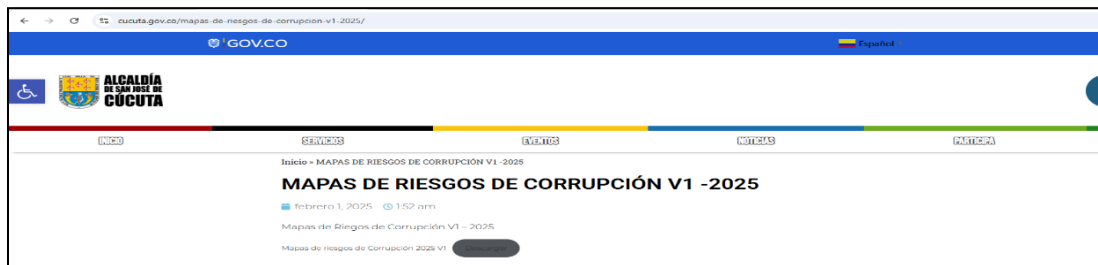 cucuta.gov.co/mapas-de-riesgos-de-corrupcion-v1-2025/
GOV.CO
Español
ALCALDÍA
DE SAN JOSÉ DE
CÚCUTA
INICIO
SERVICIOS
EVENTOS
NOTICIAS
PARTICIPA
Inicio » MAPAS DE RIESGOS DE CORRUPCIÓN V1 -2025
MAPAS DE RIESGOS DE CORRUPCIÓN V1 -2025
febrero 1, 2025 1:52 am
Mapas de Riegos de Corrupción V1 – 2025
Mapas de riesgos de Corrupción 2025 V1 Descargar